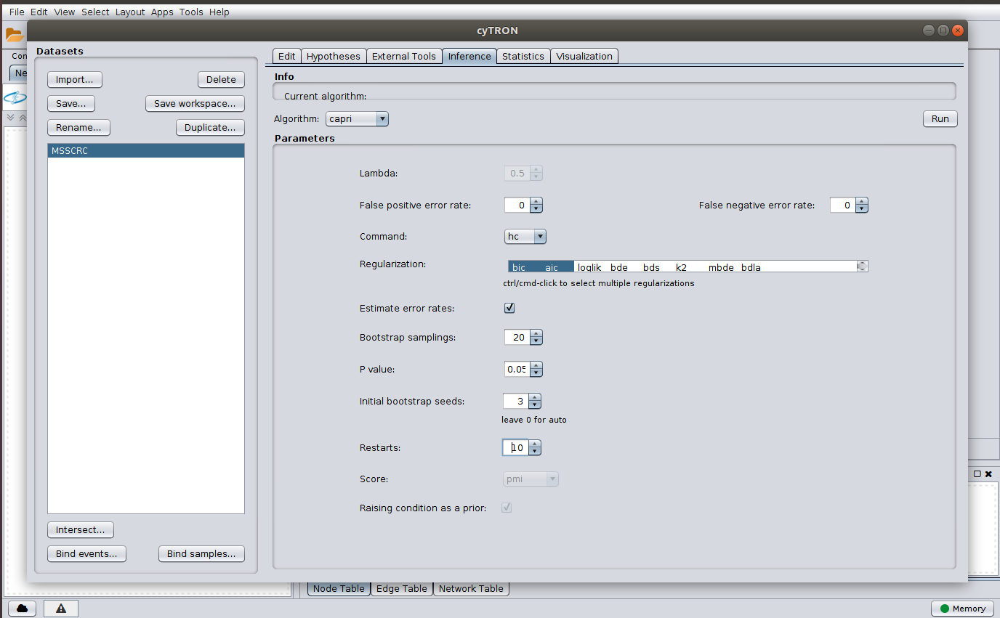 File Edit View Select Layout Apps Tools Help
cyTRON
Datasets
Con
Ne
Import...
Delete
Save...
Save workspace...
Rename...
Duplicate...
MSSCRC
Intersect...
Bind events...
Bind samples...
Edit Hypotheses External Tools Inference Statistics Visualization
Info
Current algorithm:
Algorithm: capri
Run
Parameters
Lambda: 0.5
False positive error rate: 0 False negative error rate: 0
Command: hc
Regularization: bic aic loglik bde bds k2 mbde bdla
ctrl/cmd-click to select multiple regularizations
Estimate error rates:
Bootstrap samplings: 20
P value: 0.05
Initial bootstrap seeds: 3
leave 0 for auto
Restarts: 10
Score: pmi
Raising condition as a prior:
Node Table Edge Table Network Table
Memory